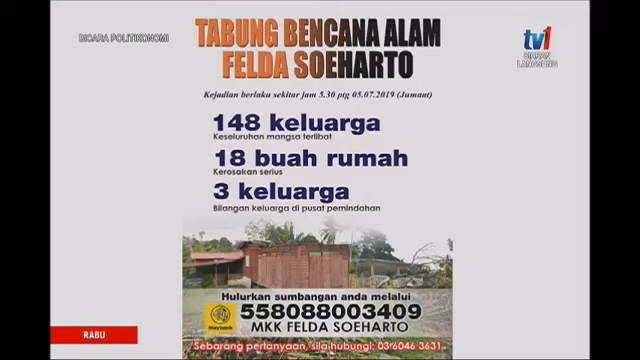 BICARA POLITIKONOMI
TABUNG BENCANA ALAM
FELDA SOEHARTO
tv1
SIARAN
LANGSUNG
Kejadian berlaku sekitar jam 5.30 ptg 05.07.2019 (Jumaat)
148 keluarga
Keseluruhan mangsa terlibat
18 buah rumah
Kerosakan serius
3 keluarga
Bilangan keluarga di pusat pemindahan
Hulurkan sumbangan anda melalui
Maybank
558088003409
MKK FELDA SOEHARTO
Sebarang pertanyaan, sila hubungi: 03 6046 3631
RABU